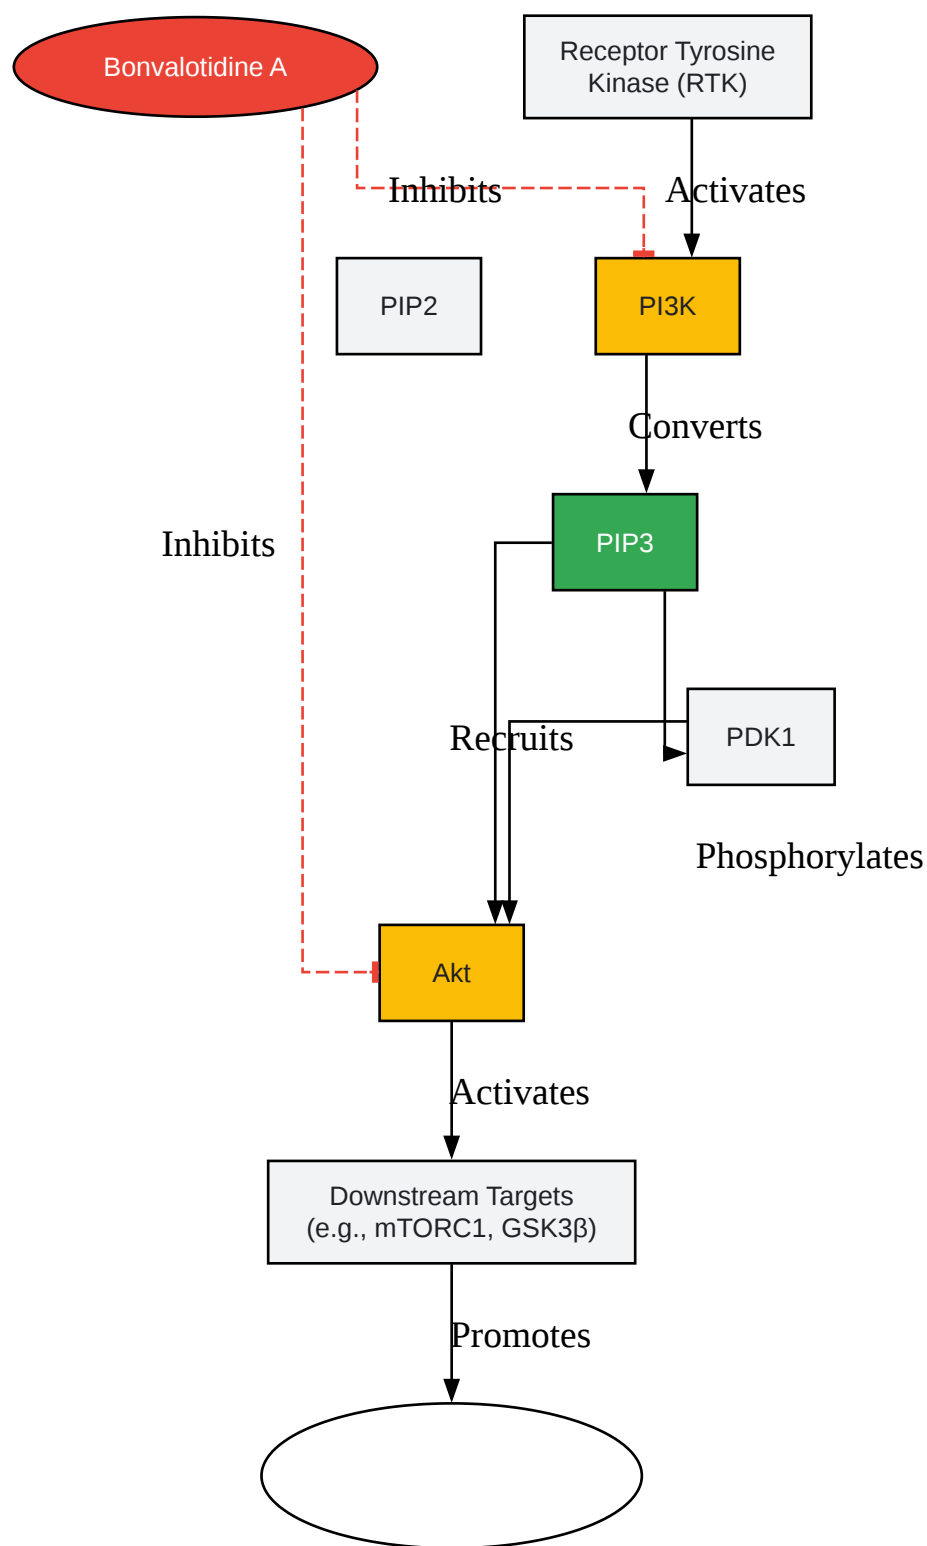 Bonvalotidine A
Receptor Tyrosine
Kinase (RTK)
Inhibits
Activates
PIP2
PI3K
Converts
Inhibits
PIP3
Recruits
PDK1
Phosphorylates
Akt
Activates
Downstream Targets
(e.g., mTORC1, GSK3β)
Promotes